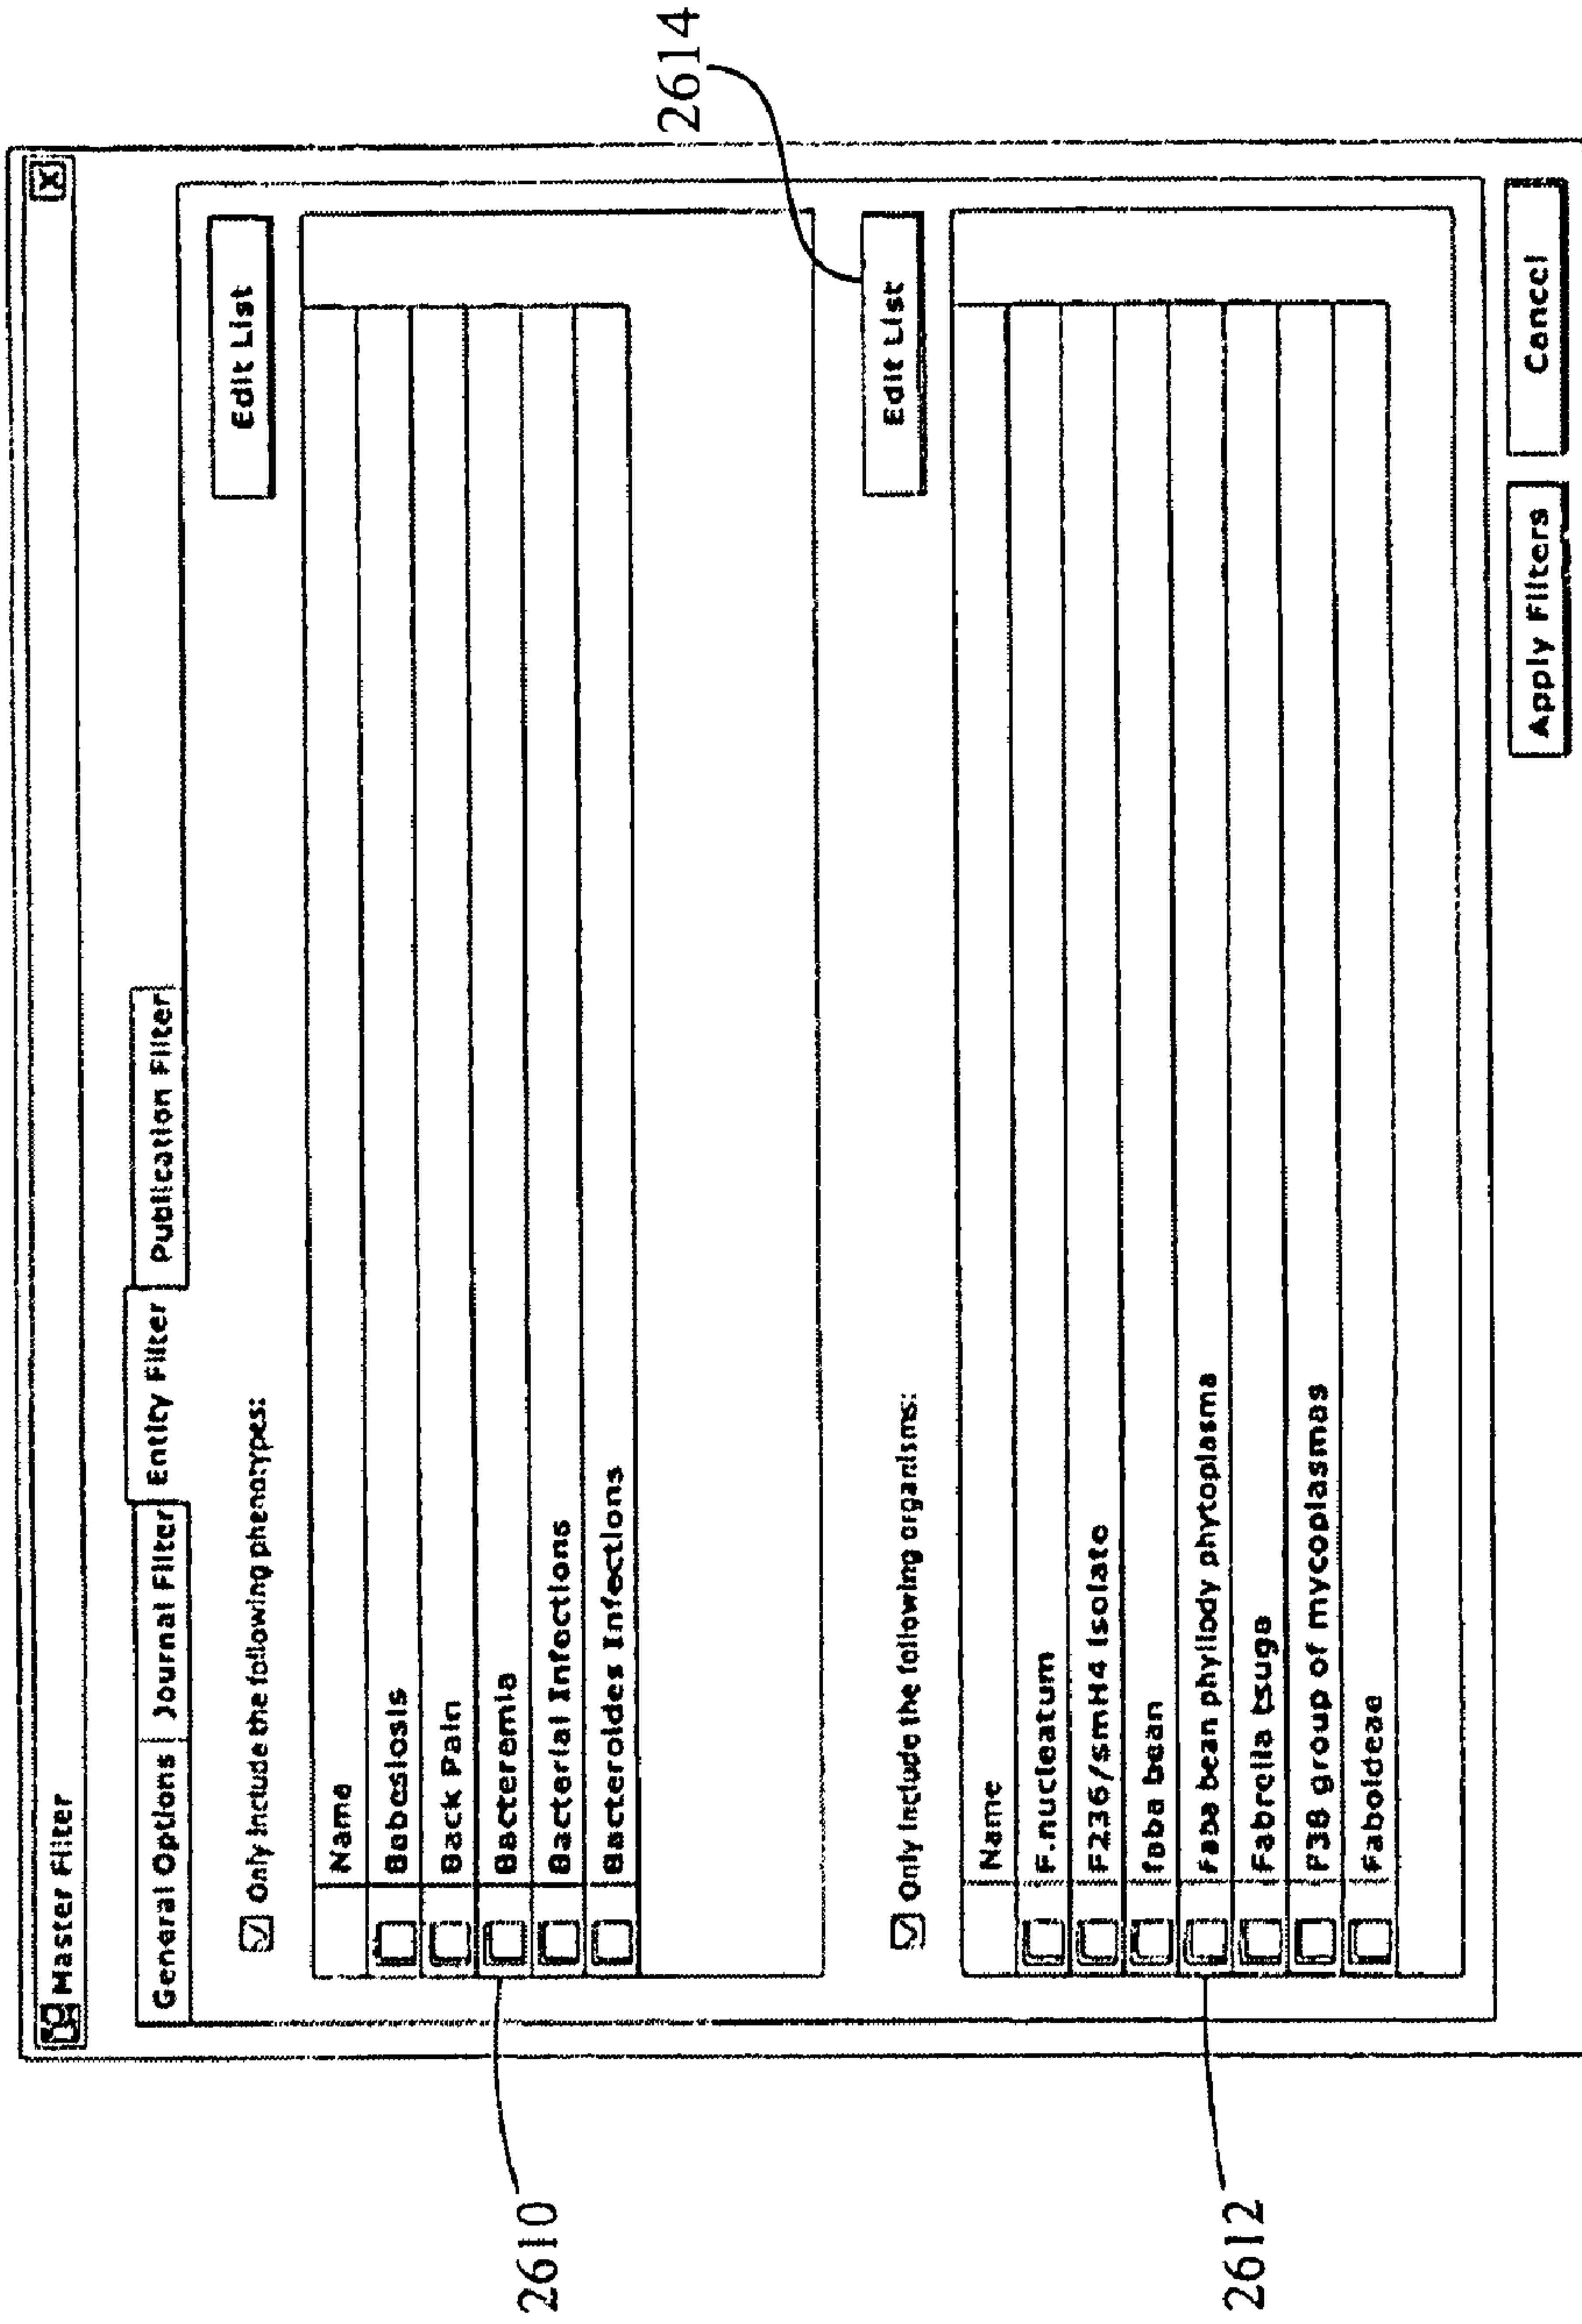 Master Filter
X
General Options
Journal Filter
Entity Filter
Publication Filter
Only include the following phenotypes:
Edit List
Name
Babesiosis
Back Pain
Bacteremia
Bacterial Infections
Bacteroides Infections
2610
2614
Only include the following organisms:
Edit List
Name
F.nucleatum
F236/smH4 isolate
faba bean
Faba bean phyllody phytoplasma
Fabrella tsuga
F38 group of mycoplasmas
Faboideae
2612
Apply Filters
Cancel